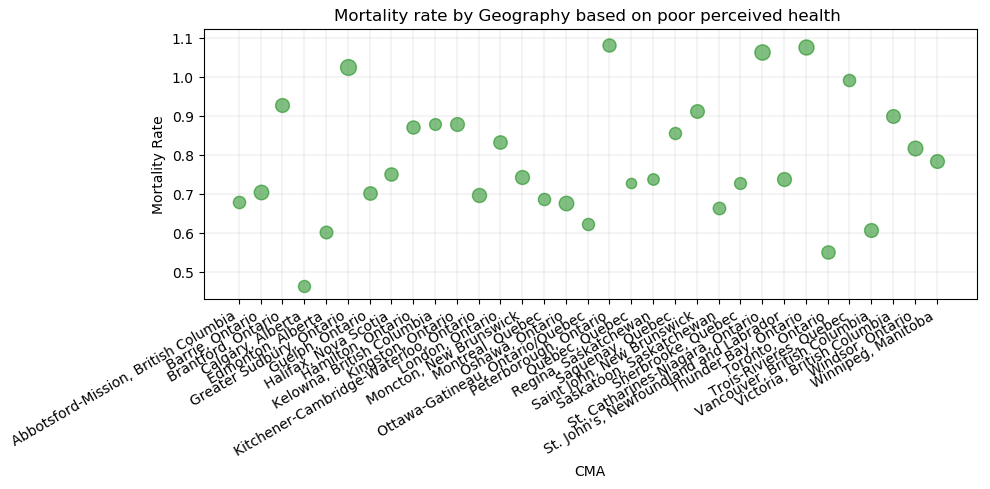 Mortality rate by Geography based on poor perceived health
Mortality Rate
1.1
1.0
0.9
0.8
0.7
0.6
0.5
Abbotsford-Mission, British Columbia
Barrie, Ontario
Brantford, Ontario
Calgary, Alberta
Edmonton, Alberta
Greater Sudbury, Ontario
Guelph, Ontario
Halifax, Nova Scotia
Hamilton, Ontario
Kelowna, British Columbia
Kingston, Ontario
Kitchener-Cambridge-Waterloo, Ontario
London, Ontario
Moncton, New Brunswick
Montreal, Quebec
Oshawa, Ontario
Ottawa-Gatineau, Ontario/Quebec
Peterborough, Ontario
Quebec, Quebec
Regina, Saskatchewan
Saguenay, Quebec
Saint John, New Brunswick
Saskatoon, Saskatchewan
Sherbrooke, Quebec
St. Catharines-Niagara, Ontario
St. John's, Newfoundland and Labrador
Thunder Bay, Ontario
Toronto, Ontario
Trois-Rivieres, Quebec
Vancouver, British Columbia
Victoria, British Columbia
Windsor, Ontario
Winnipeg, Manitoba
CMA